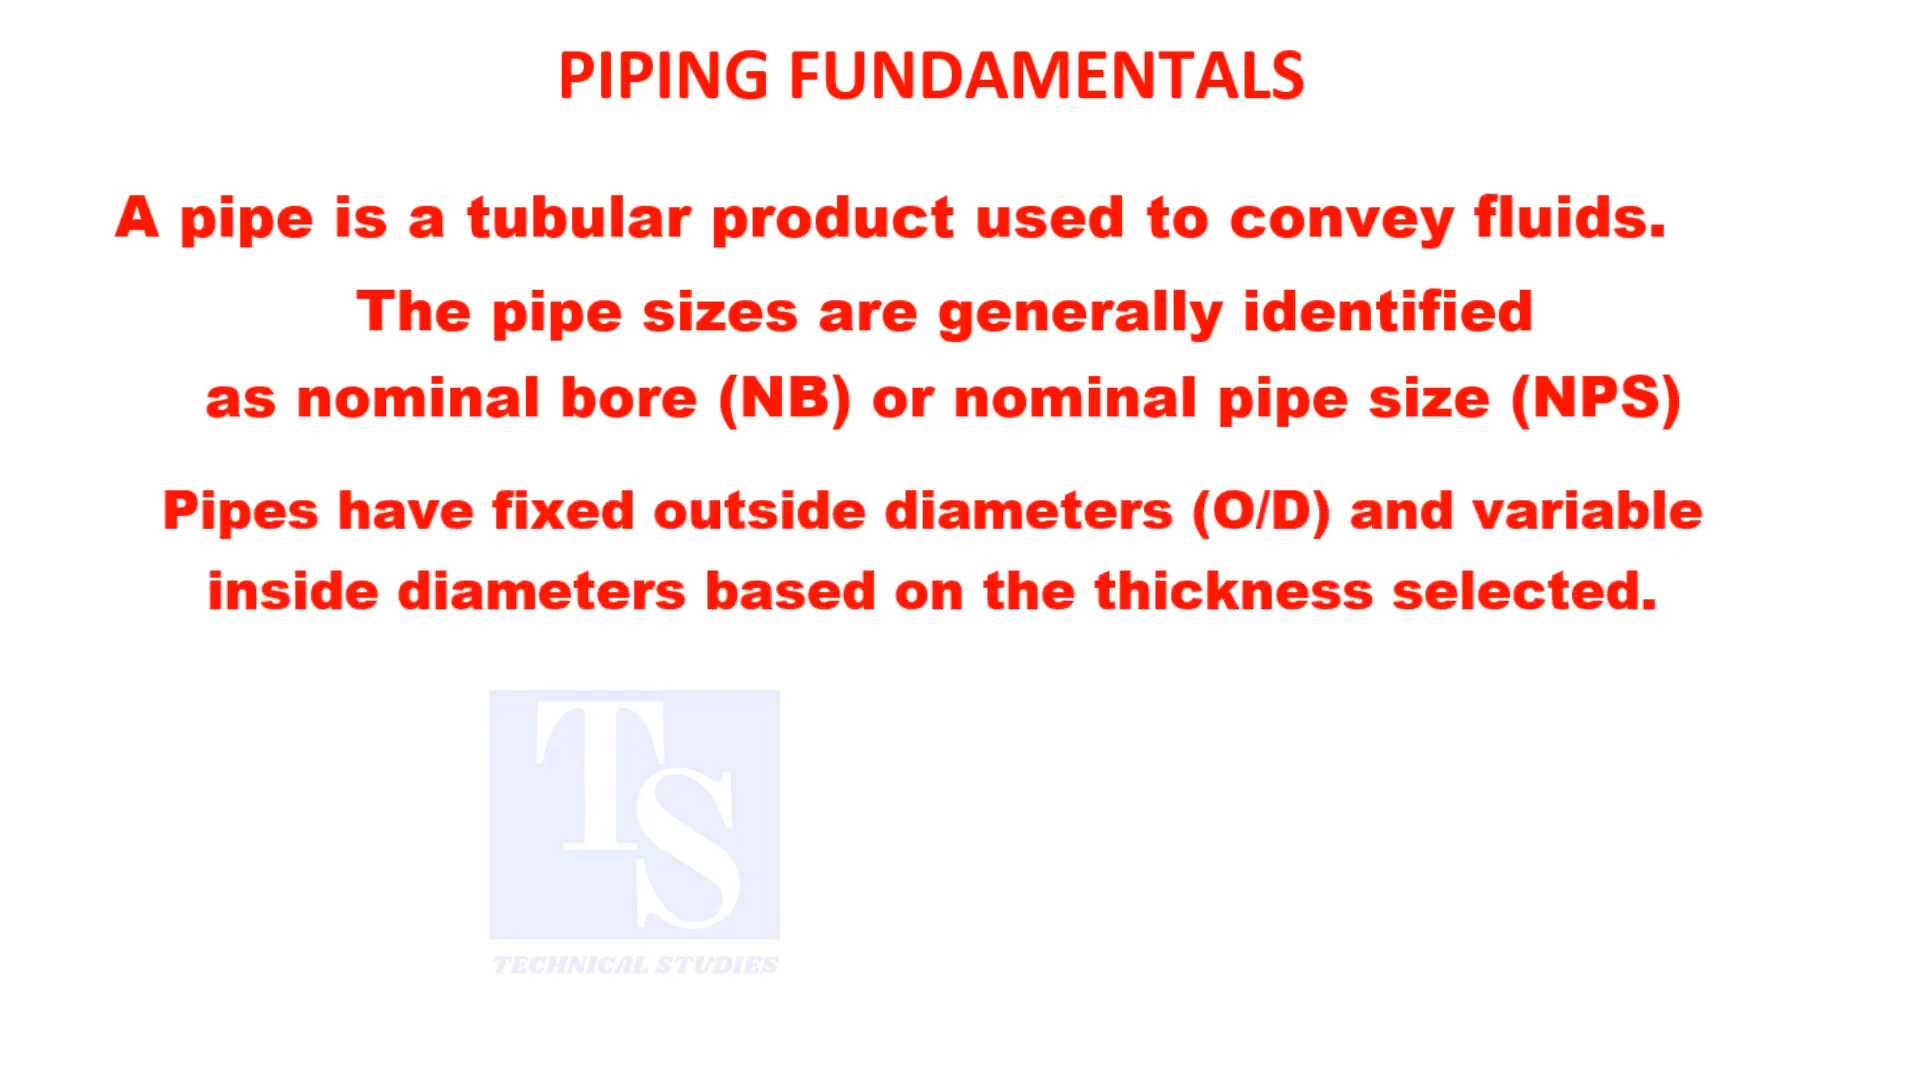 PIPING FUNDAMENTALS
A pipe is a tubular product used to convey fluids.
The pipe sizes are generally identified
as nominal bore (NB) or nominal pipe size (NPS)
Pipes have fixed outside diameters (O/D) and variable
inside diameters based on the thickness selected.
TS
TECHNICAL STUDIES